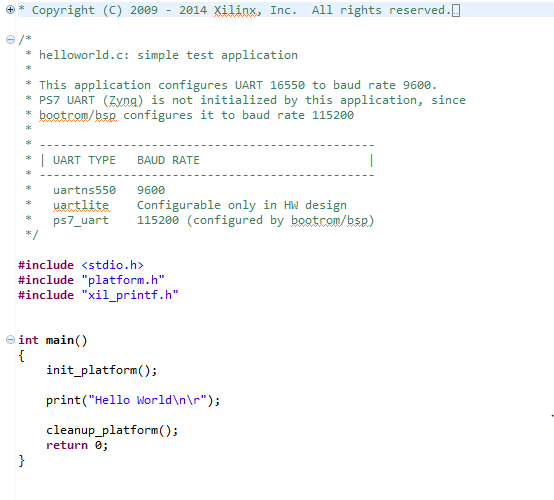 * Copyright (C) 2009 - 2014 Xilinx, Inc.  All rights reserved.
/*
 * helloworld.c: simple test application
 *
 * This application configures UART 16550 to baud rate 9600.
 * PS7 UART (Zynq) is not initialized by this application, since
 * bootrom/bsp configures it to baud rate 115200
 *
 * ------------------------------------------------
 * | UART TYPE   BAUD RATE                        |
 * ------------------------------------------------
 *   uartns550   9600
 *   uartlite    Configurable only in HW design
 *   ps7_uart    115200 (configured by bootrom/bsp)
 */
#include <stdio.h>
#include "platform.h"
#include "xil_printf.h"
int main()
{
    init_platform();
    print("Hello World\n\r");
    cleanup_platform();
    return 0;
}